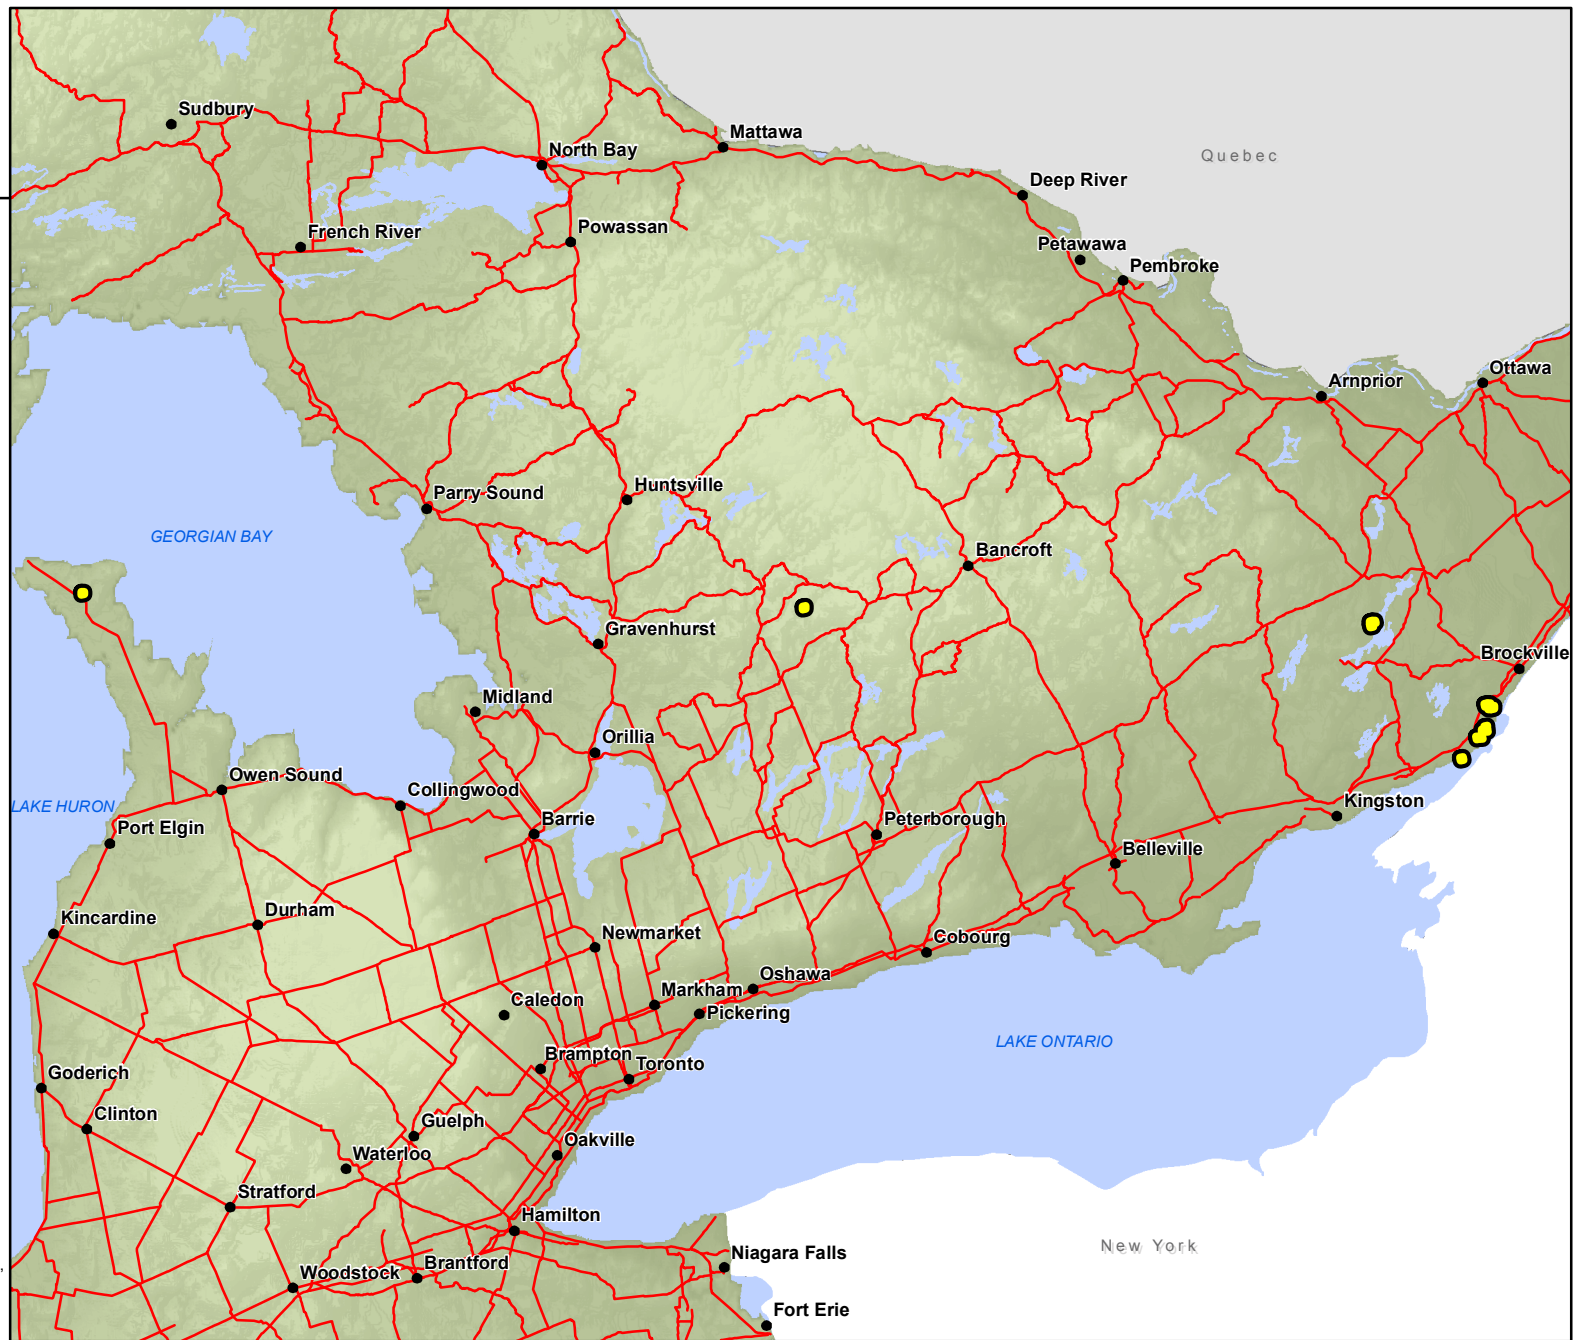 Sudbury
Mattawa
North Bay
Quebec
Deep River
French River
Powassan
Petawawa
Pembroke
Ottawa
Arnprior
Parry Sound
Huntsville
GEORGIAN BAY
Bancroft
Gravenhurst
Brockville
Midland
Orillia
Owen Sound
Collingwood
LAKE HURON
Kingston
Port Elgin
Barrie
Peterborough
Belleville
Durham
Kincardine
Newmarket
Cobourg
Oshawa
Markham
Caledon
Pickering
LAKE ONTARIO
Brampton
Toronto
Goderich
Clinton
Guelph
Oakville
Waterloo
Stratford
Hamilton
New York
Niagara Falls
Brantford
Woodstock
Fort Erie